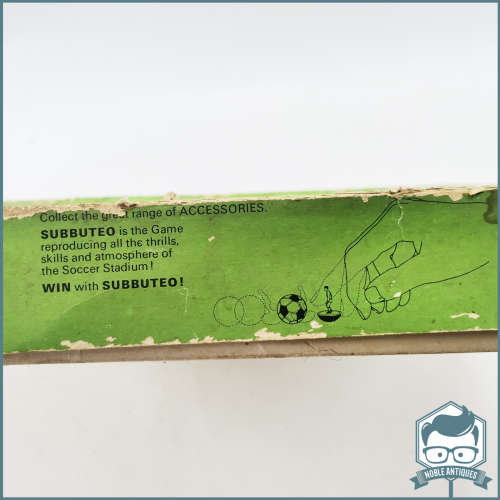 Collect the great range of ACCESSORIES.
SUBBUTEO is the Game
reproducing all the thrills,
skills and atmosphere of
the Soccer Stadium!
WIN with SUBBUTEO!
NOBLE ANTIQUES